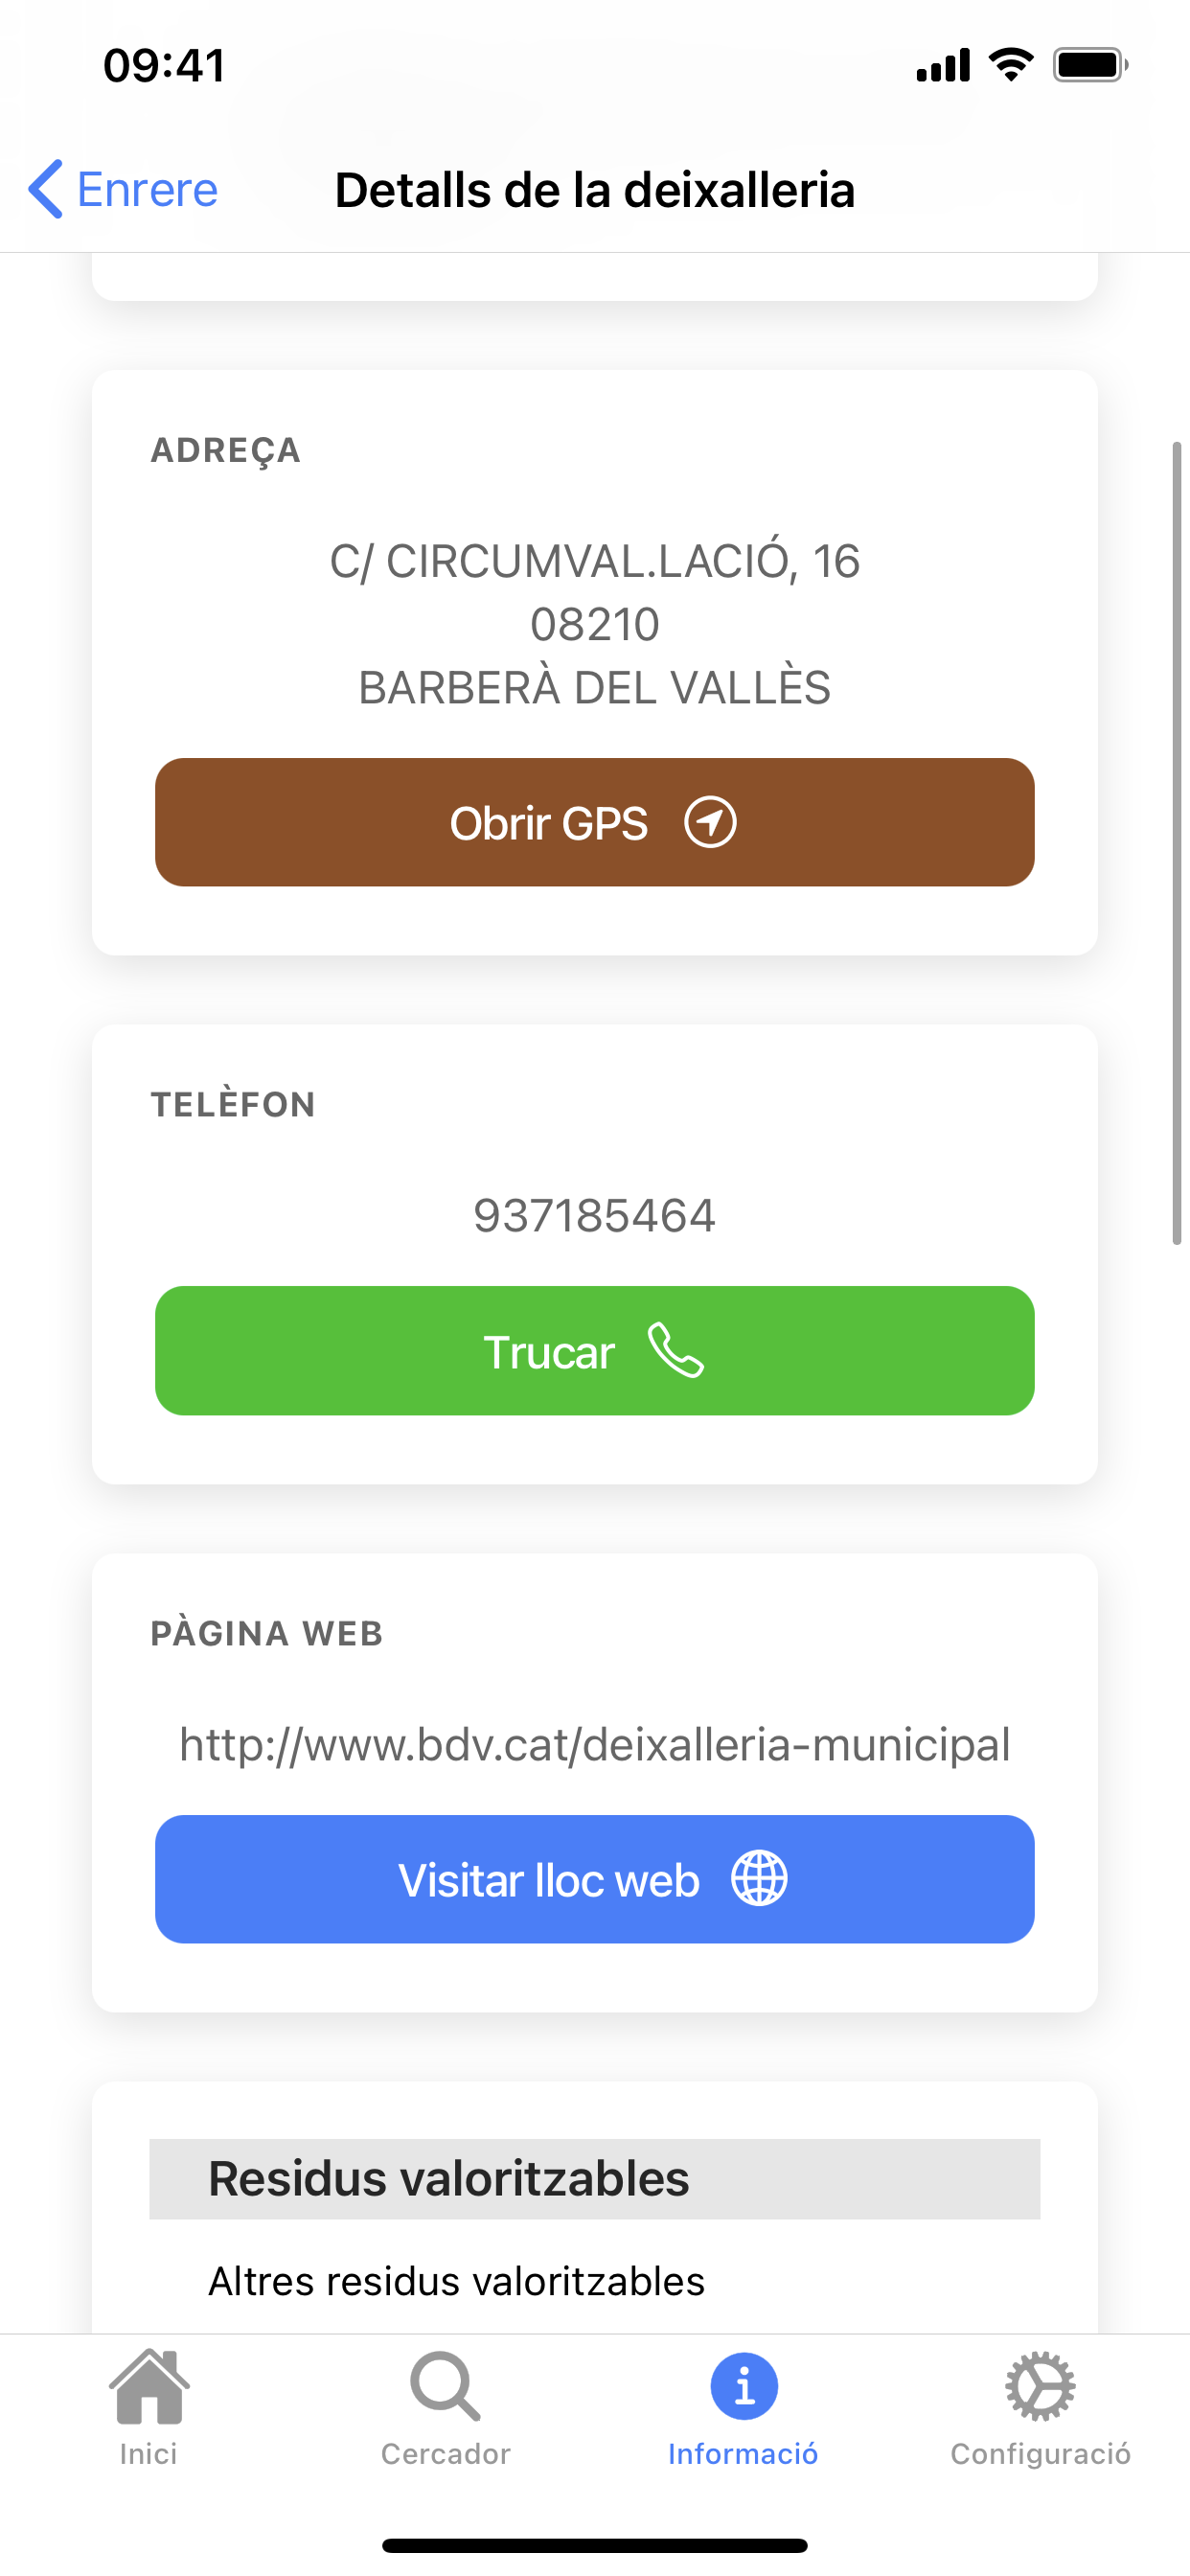 09:41
Enrere
Detalls de la deixalleria
ADREÇA
C/ CIRCUMVAL.LACIÓ, 16
08210
BARBERÀ DEL VALLÈS
Obrir GPS
TELÈFON
937185464
Trucar
PÀGINA WEB
http://www.bdv.cat/deixalleria-municipal
Visitar lloc web
Residus valoritzables
Altres residus valoritzables
Inici
Cercador
Informació
Configuració